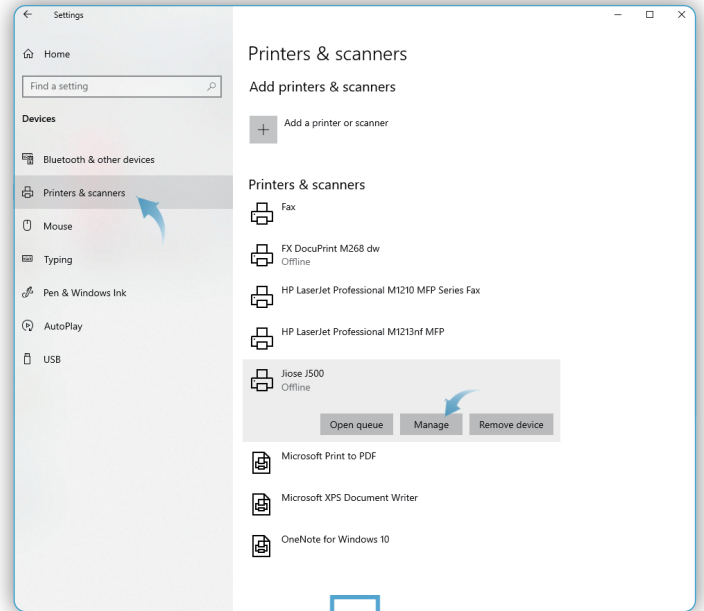 Settings
Home
Find a setting
Devices
Bluetooth & other devices
Printers & scanners
Mouse
Typing
Pen & Windows Ink
AutoPlay
USB
Printers & scanners
Add printers & scanners
Add a printer or scanner
Printers & scanners
Fax
FX DocuPrint M268 dw
Offline
HP LaserJet Professional M1210 MFP Series Fax
HP LaserJet Professional M1213nf MFP
Jiose J500
Offline
Open queue Manage Remove device
Microsoft Print to PDF
Microsoft XPS Document Writer
OneNote for Windows 10